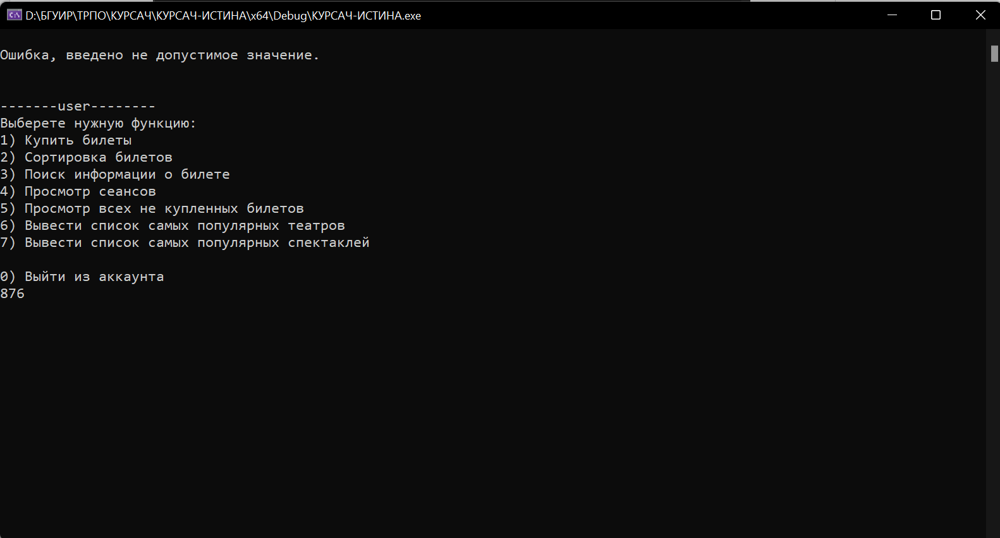 D:\БГУИР\ТРПО\КУРСАЧ\КУРСАЧ-ИСТИНА\x64\Debug\КУРСАЧ-ИСТИНА.exe
Ошибка, введено не допустимое значение.
-------user--------
Выберете нужную функцию:
1) Купить билеты
2) Сортировка билетов
3) Поиск информации о билете
4) Просмотр сеансов
5) Просмотр всех не купленных билетов
6) Вывести список самых популярных театров
7) Вывести список самых популярных спектаклей
0) Выйти из аккаунта
876